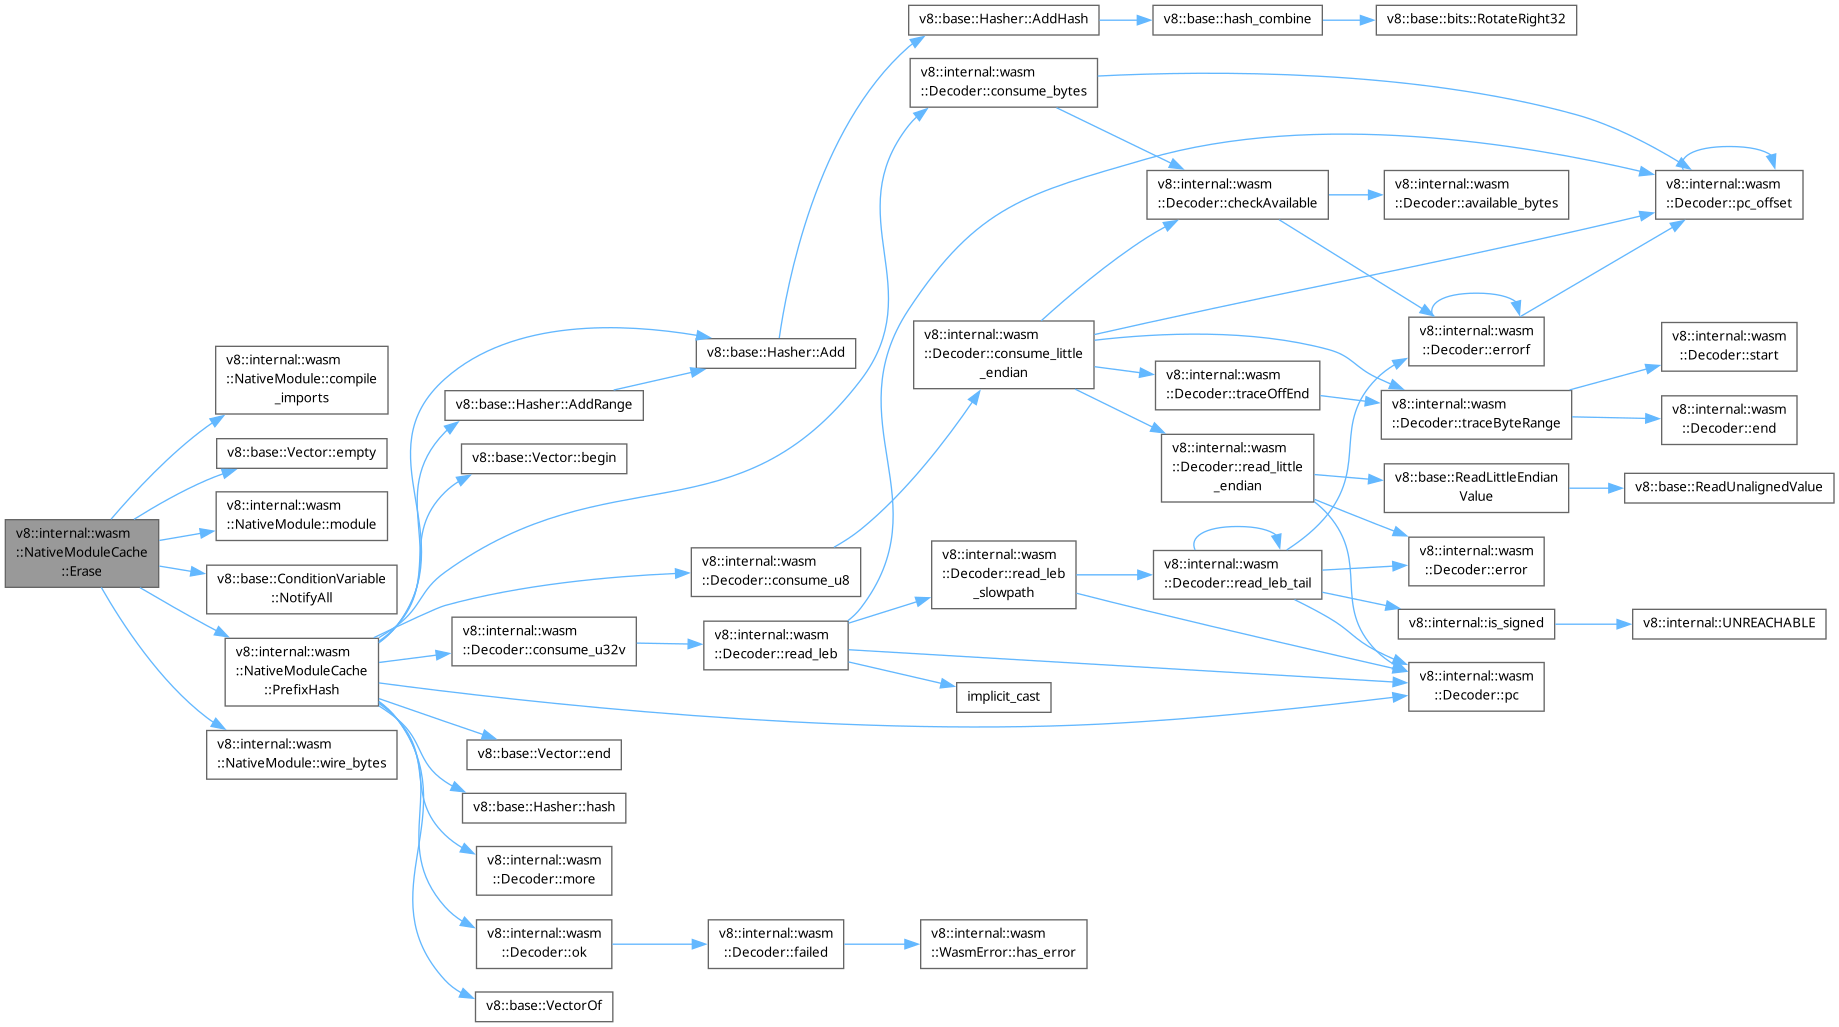 v8::internal::wasm
::NativeModuleCache
::Erase
v8::internal::wasm
::NativeModule::compile
_imports
v8::base::Vector::empty
v8::internal::wasm
::NativeModule::module
v8::base::ConditionVariable
::NotifyAll
v8::internal::wasm
::NativeModuleCache
::PrefixHash
v8::internal::wasm
::NativeModule::wire_bytes
v8::base::Hasher::AddRange
v8::base::Vector::begin
v8::internal::wasm
::Decoder::consume_u32v
v8::base::Vector::end
v8::base::Hasher::hash
v8::internal::wasm
::Decoder::more
v8::internal::wasm
::Decoder::ok
v8::base::VectorOf
v8::base::Hasher::Add
v8::internal::wasm
::Decoder::consume_u8
v8::internal::wasm
::Decoder::read_leb
v8::internal::wasm
::Decoder::failed
v8::base::Hasher::AddHash
v8::internal::wasm
::Decoder::consume_bytes
v8::internal::wasm
::Decoder::consume_little
_endian
v8::internal::wasm
::Decoder::read_leb
_slowpath
implicit_cast
v8::internal::wasm
::WasmError::has_error
v8::base::hash_combine
v8::internal::wasm
::Decoder::checkAvailable
v8::internal::wasm
::Decoder::traceOffEnd
v8::internal::wasm
::Decoder::read_little
_endian
v8::internal::wasm
::Decoder::read_leb_tail
v8::base::bits::RotateRight32
v8::internal::wasm
::Decoder::available_bytes
v8::internal::wasm
::Decoder::errorf
v8::internal::wasm
::Decoder::traceByteRange
v8::base::ReadLittleEndian
Value
v8::internal::wasm
::Decoder::error
v8::internal::is_signed
v8::internal::wasm
::Decoder::pc
v8::internal::wasm
::Decoder::pc_offset
v8::internal::wasm
::Decoder::start
v8::internal::wasm
::Decoder::end
v8::base::ReadUnalignedValue
v8::internal::UNREACHABLE